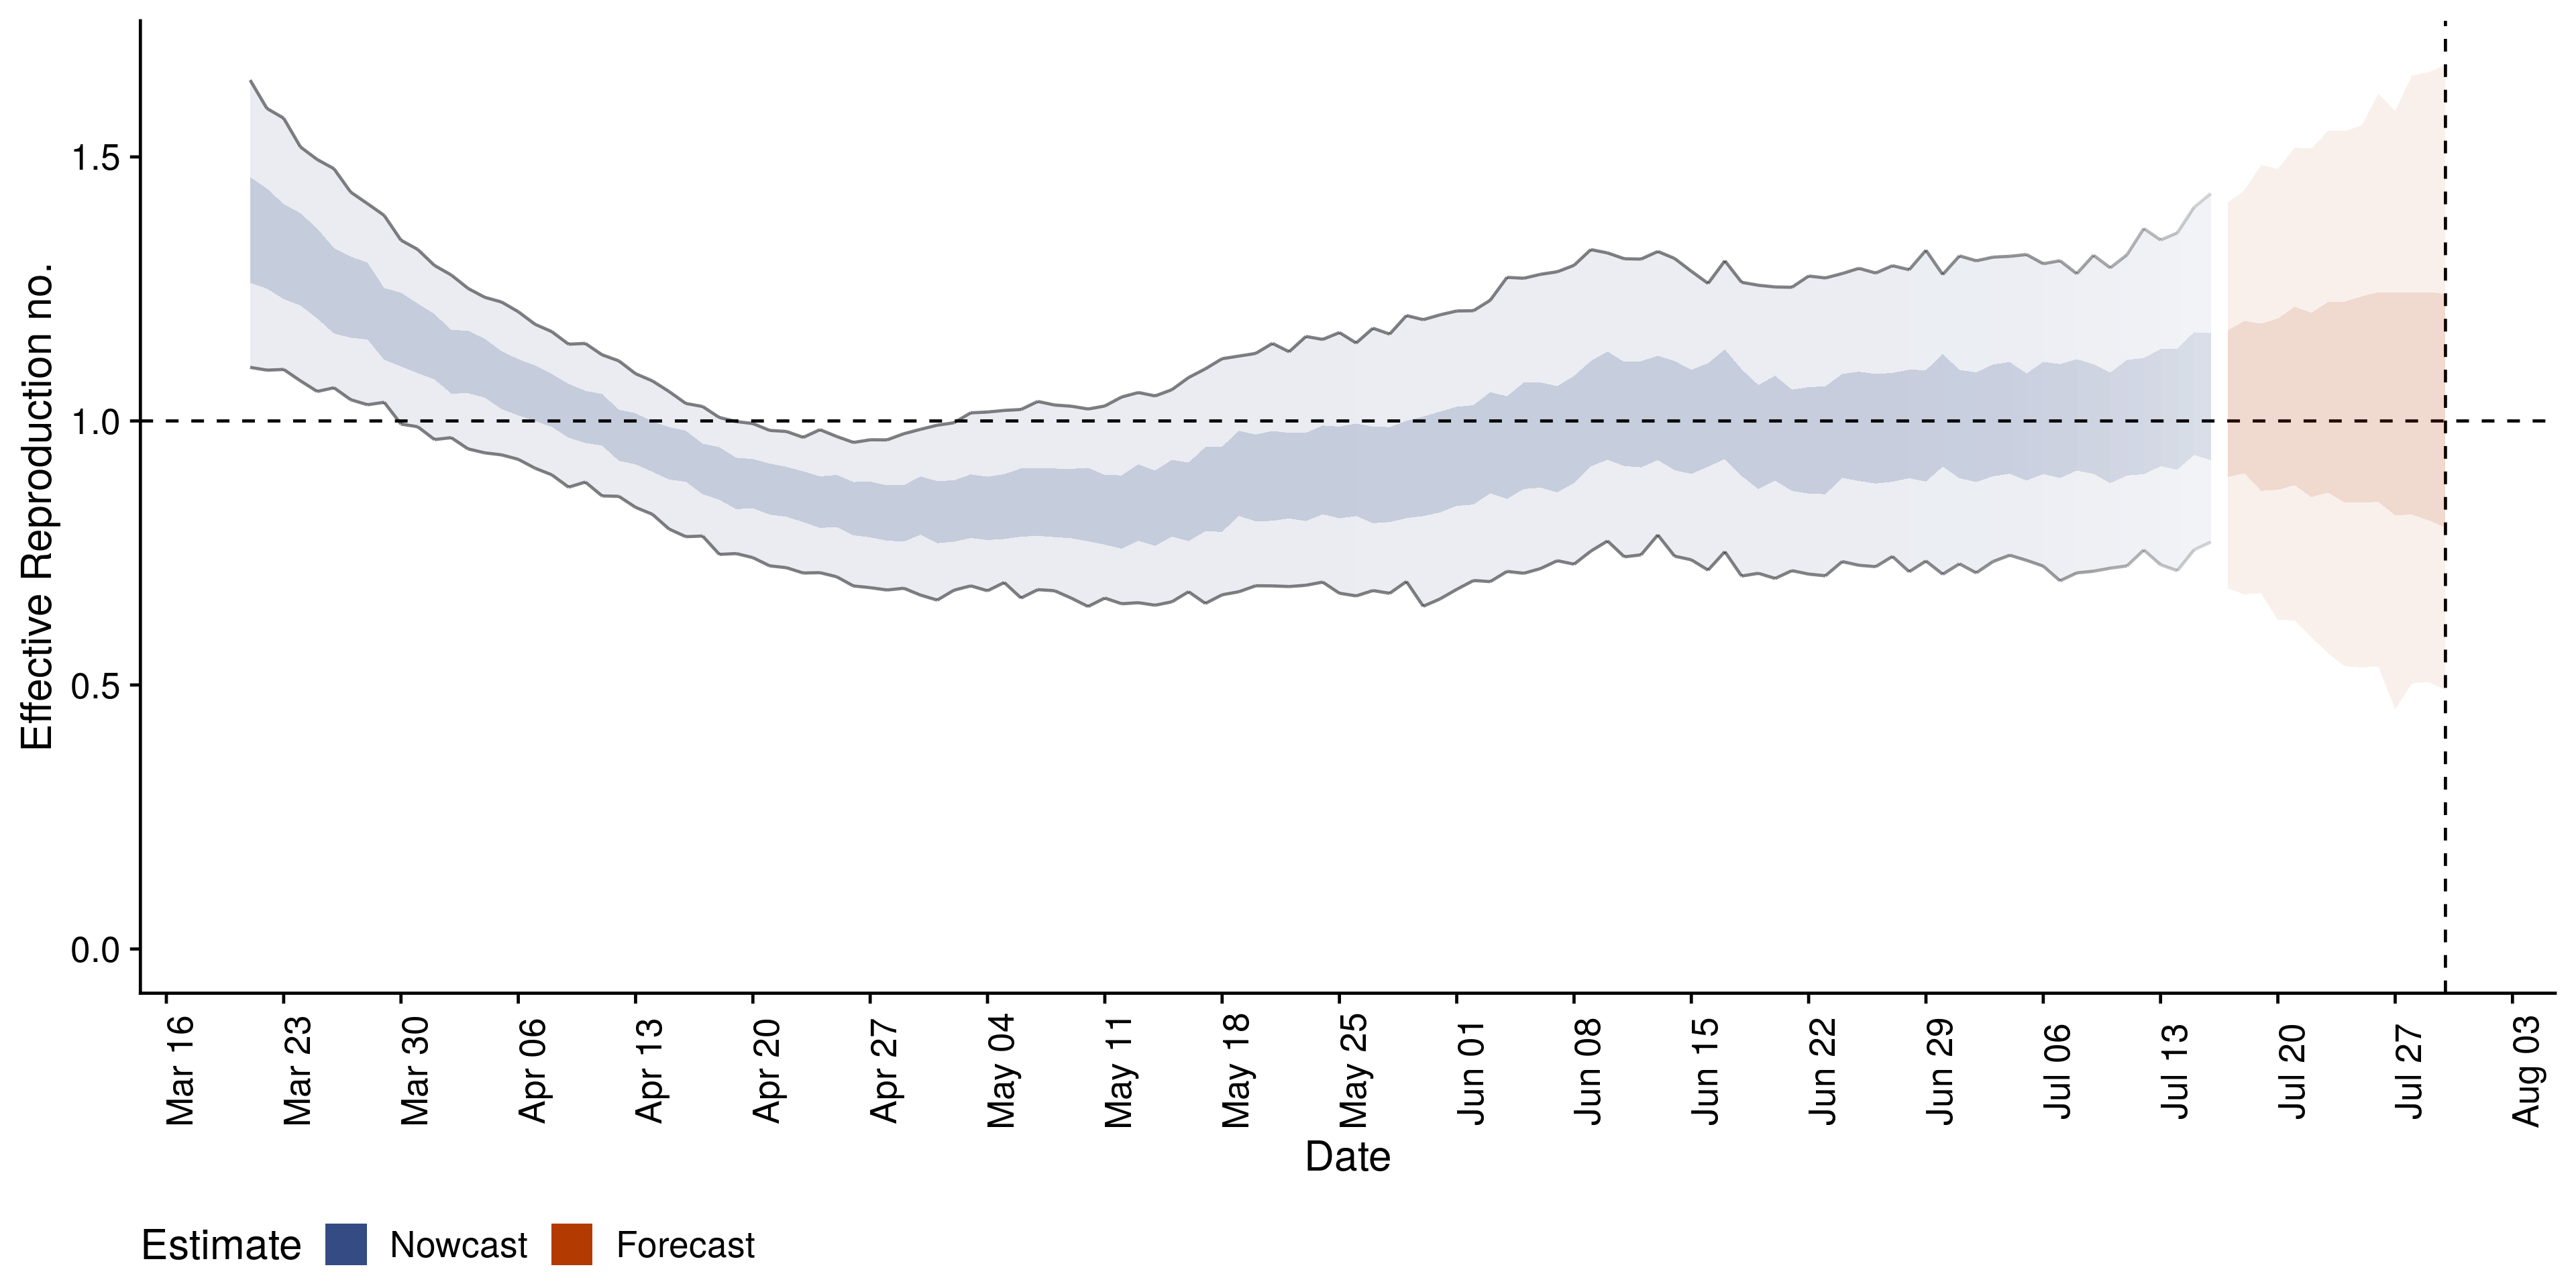 Effective Reproduction no.
1.5
1.0
0.5
0.0
Mar 16
Mar 23
Mar 30
Apr 06
Apr 13
Apr 20
Apr 27
May 04
May 11
May 18
May 25
Jun 01
Jun 08
Jun 15
Jun 22
Jun 29
Jul 06
Jul 13
Jul 20
Jul 27
Aug 03
Date
Estimate Nowcast Forecast